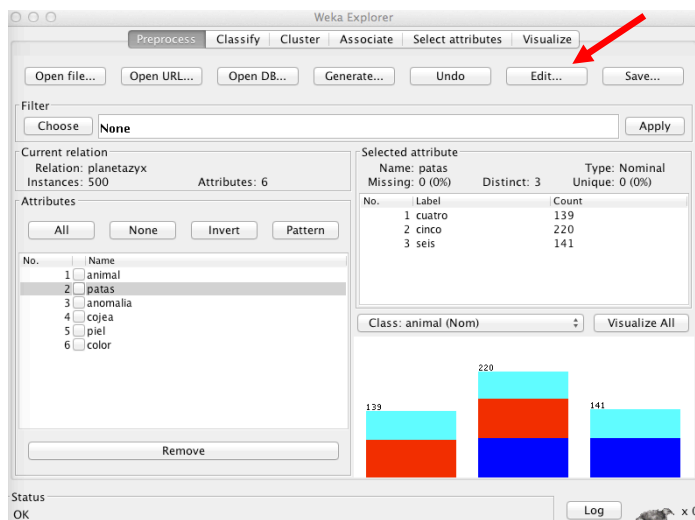 Weka Explorer
Preprocess Classify Cluster Associate Select attributes Visualize
Open file... Open URL... Open DB... Generate... Undo Edit... Save...
Filter
Choose None Apply
Current relation
Relation: planetazyx
Instances: 500 Attributes: 6
Attributes
All None Invert Pattern
No. Name
1 animal
2 patas
3 anomalia
4 cojea
5 piel
6 color
Remove
Selected attribute
Name: patas Type: Nominal
Missing: 0 (0%) Distinct: 3 Unique: 0 (0%)
No. Label Count
1 cuatro 139
2 cinco 220
3 seis 141
Class: animal (Nom) Visualize All
139 220 141
Status
OK
Log x